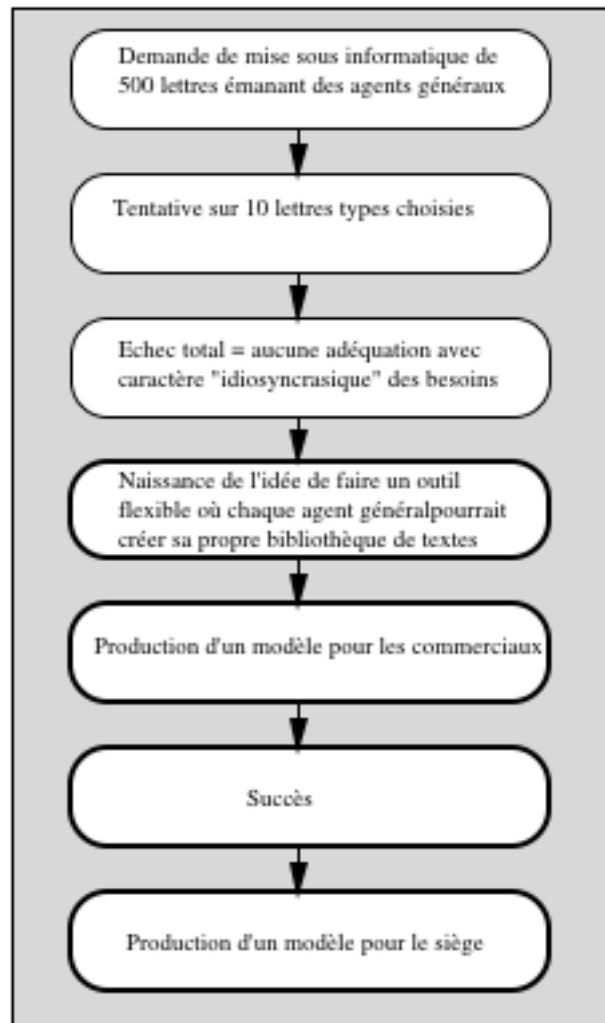 Demande de mise sous informatique de
500 lettres émanant des agents généraux
Tentative sur 10 lettres types choisies
Echec total = aucune adéquation avec
caractère "idiosyncrasique" des besoins
Naissance de l'idée de faire un outil
flexible où chaque agent généralpourrait
créer sa propre bibliothèque de textes
Production d'un modèle pour les commerciaux
Succès
Production d'un modèle pour le siège